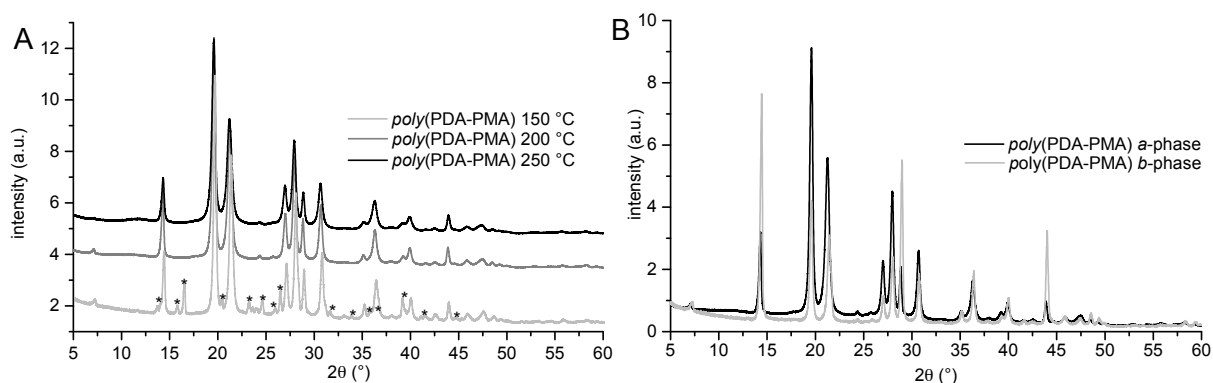 A
12
10
8
6
4
2
intensity (a.u.)
poly(PDA-PMA) 150 °C
poly(PDA-PMA) 200 °C
poly(PDA-PMA) 250 °C
* * * * * * * * * * * * * * *
5 10 15 20 25 30 35 40 45 50 55 60
2θ (°)
B
10
8
6
4
2
0
intensity (a.u.)
poly(PDA-PMA) a-phase
poly(PDA-PMA) b-phase
5 10 15 20 25 30 35 40 45 50 55 60
2θ (°)